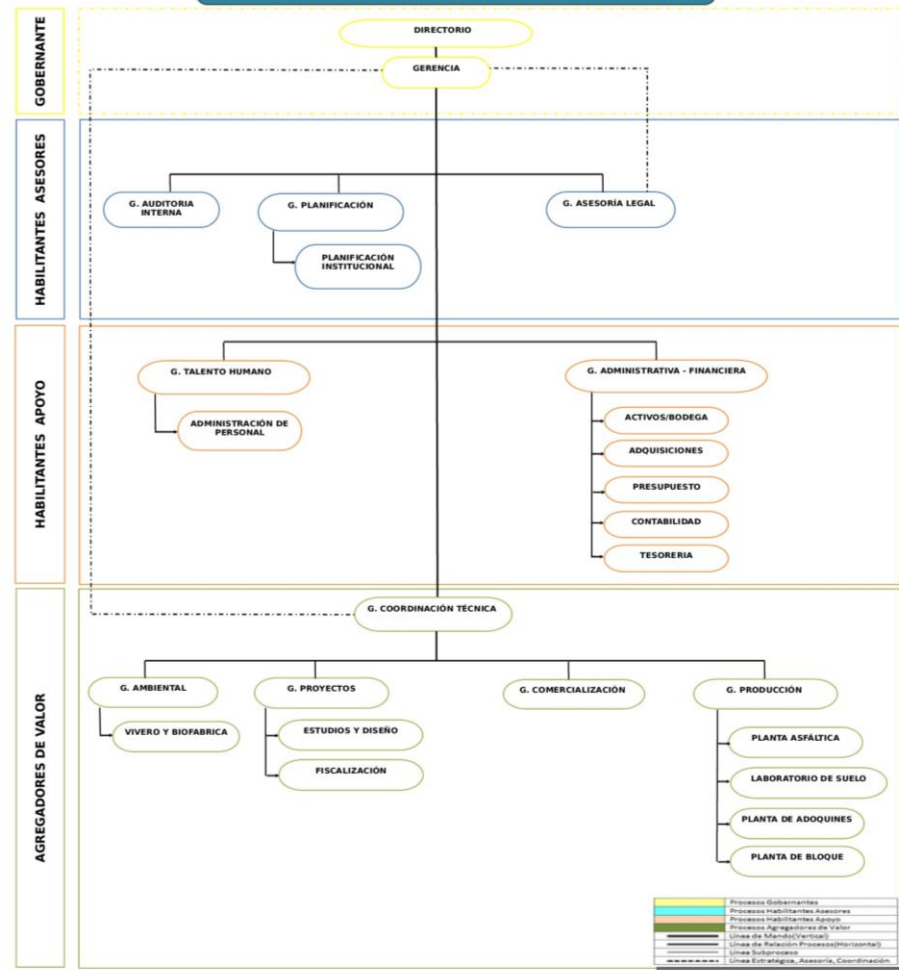 GOBERNANTE
DIRECTORIO
GERENCIA
HABILITANTES ASESORES
G. AUDITORIA
INTERNA
G. PLANIFICACIÓN
G. ASESORÍA LEGAL
PLANIFICACIÓN
INSTITUCIONAL
HABILITANTES APOYO
G. TALENTO HUMANO
G. ADMINISTRATIVA - FINANCIERA
ADMINISTRACIÓN DE
PERSONAL
ACTIVOS/BODEGA
ADQUISICIONES
PRESUPUESTO
CONTABILIDAD
TESORERIA
AGREGADORES DE VALOR
G. COORDINACIÓN TÉCNICA
G. AMBIENTAL
G. PROYECTOS
G. COMERCIALIZACIÓN
G. PRODUCCIÓN
VIVERO Y BIOFABRICA
ESTUDIOS Y DISEÑO
FISCALIZACIÓN
PLANTA ASFÁLTICA
LABORATORIO DE SUELO
PLANTA DE ADOQUINES
PLANTA DE BLOQUE
Procesos Gobernantes
Procesos Habilitantes Asesores
Procesos Habilitantes Apoyo
Procesos Agregadores de Valor
Línea de Mando(Vertical)
Línea de Relación Procesos(Horizontal)
Línea Subproceso
Línea Estratégica, Asesoría, Coordinación